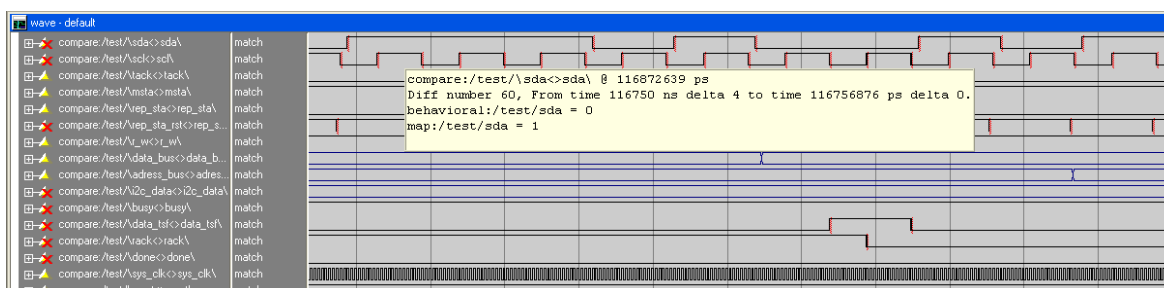 wave - default
compare:/test/\sda<>sda\ match
compare:/test/\sclk<>scl\ match
compare:/test/\tack<>tack\ match
compare:/test/\msta<>msta\ match
compare:/test/\rep_sta<>rep_sta\ match
compare:/test/\rep_sta_rst<>rep_s... match
compare:/test/\r_w<>r_w\ match
compare:/test/\data_bus<>data_b... match
compare:/test/\adress_bus<>adres... match
compare:/test/\i2c_data<>i2c_data\ match
compare:/test/\busy<>busy\ match
compare:/test/\data_tsf<>data_tsf\ match
compare:/test/\rack<>rack\ match
compare:/test/\done<>done\ match
compare:/test/\sys_clk<>sys_clk\ match
compare:/test/\sda<>sda\ @ 116872639 ps
Diff number 60, From time 116750 ns delta 4 to time 116756876 ps delta 0.
behavioral:/test/sda = 0
map:/test/sda = 1